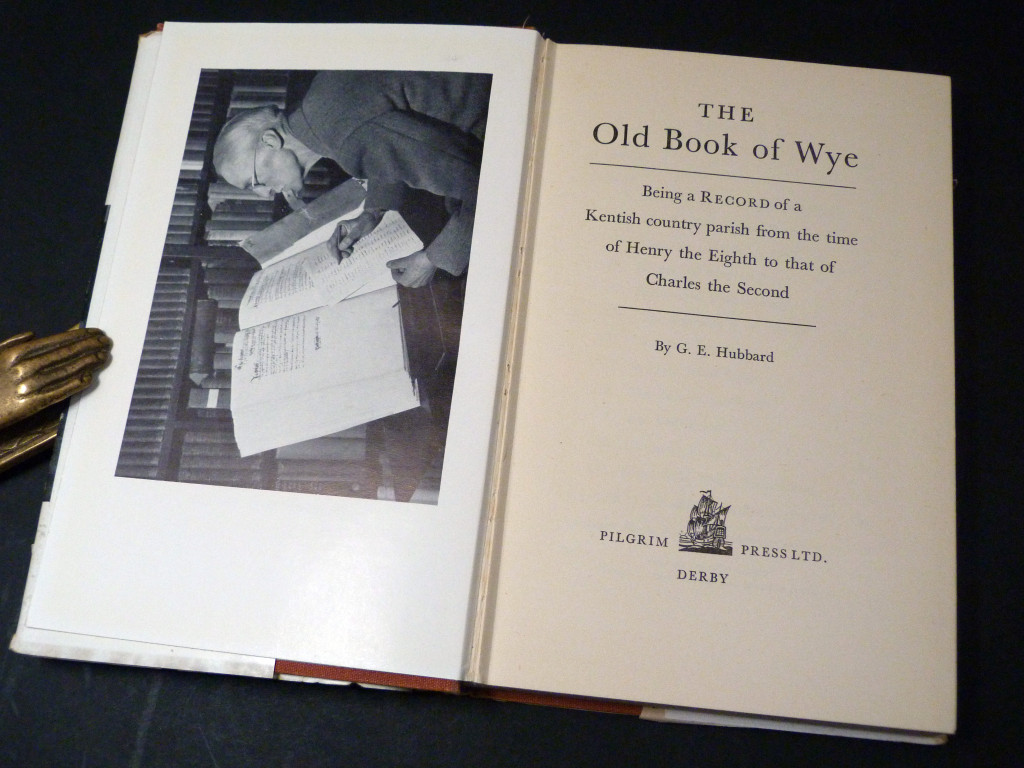 THE
Old Book of Wye
Being a RECORD of a
Kentish country parish from the time
of Henry the Eighth to that of
Charles the Second
By G. E. Hubbard
PILGRIM PRESS LTD.
DERBY